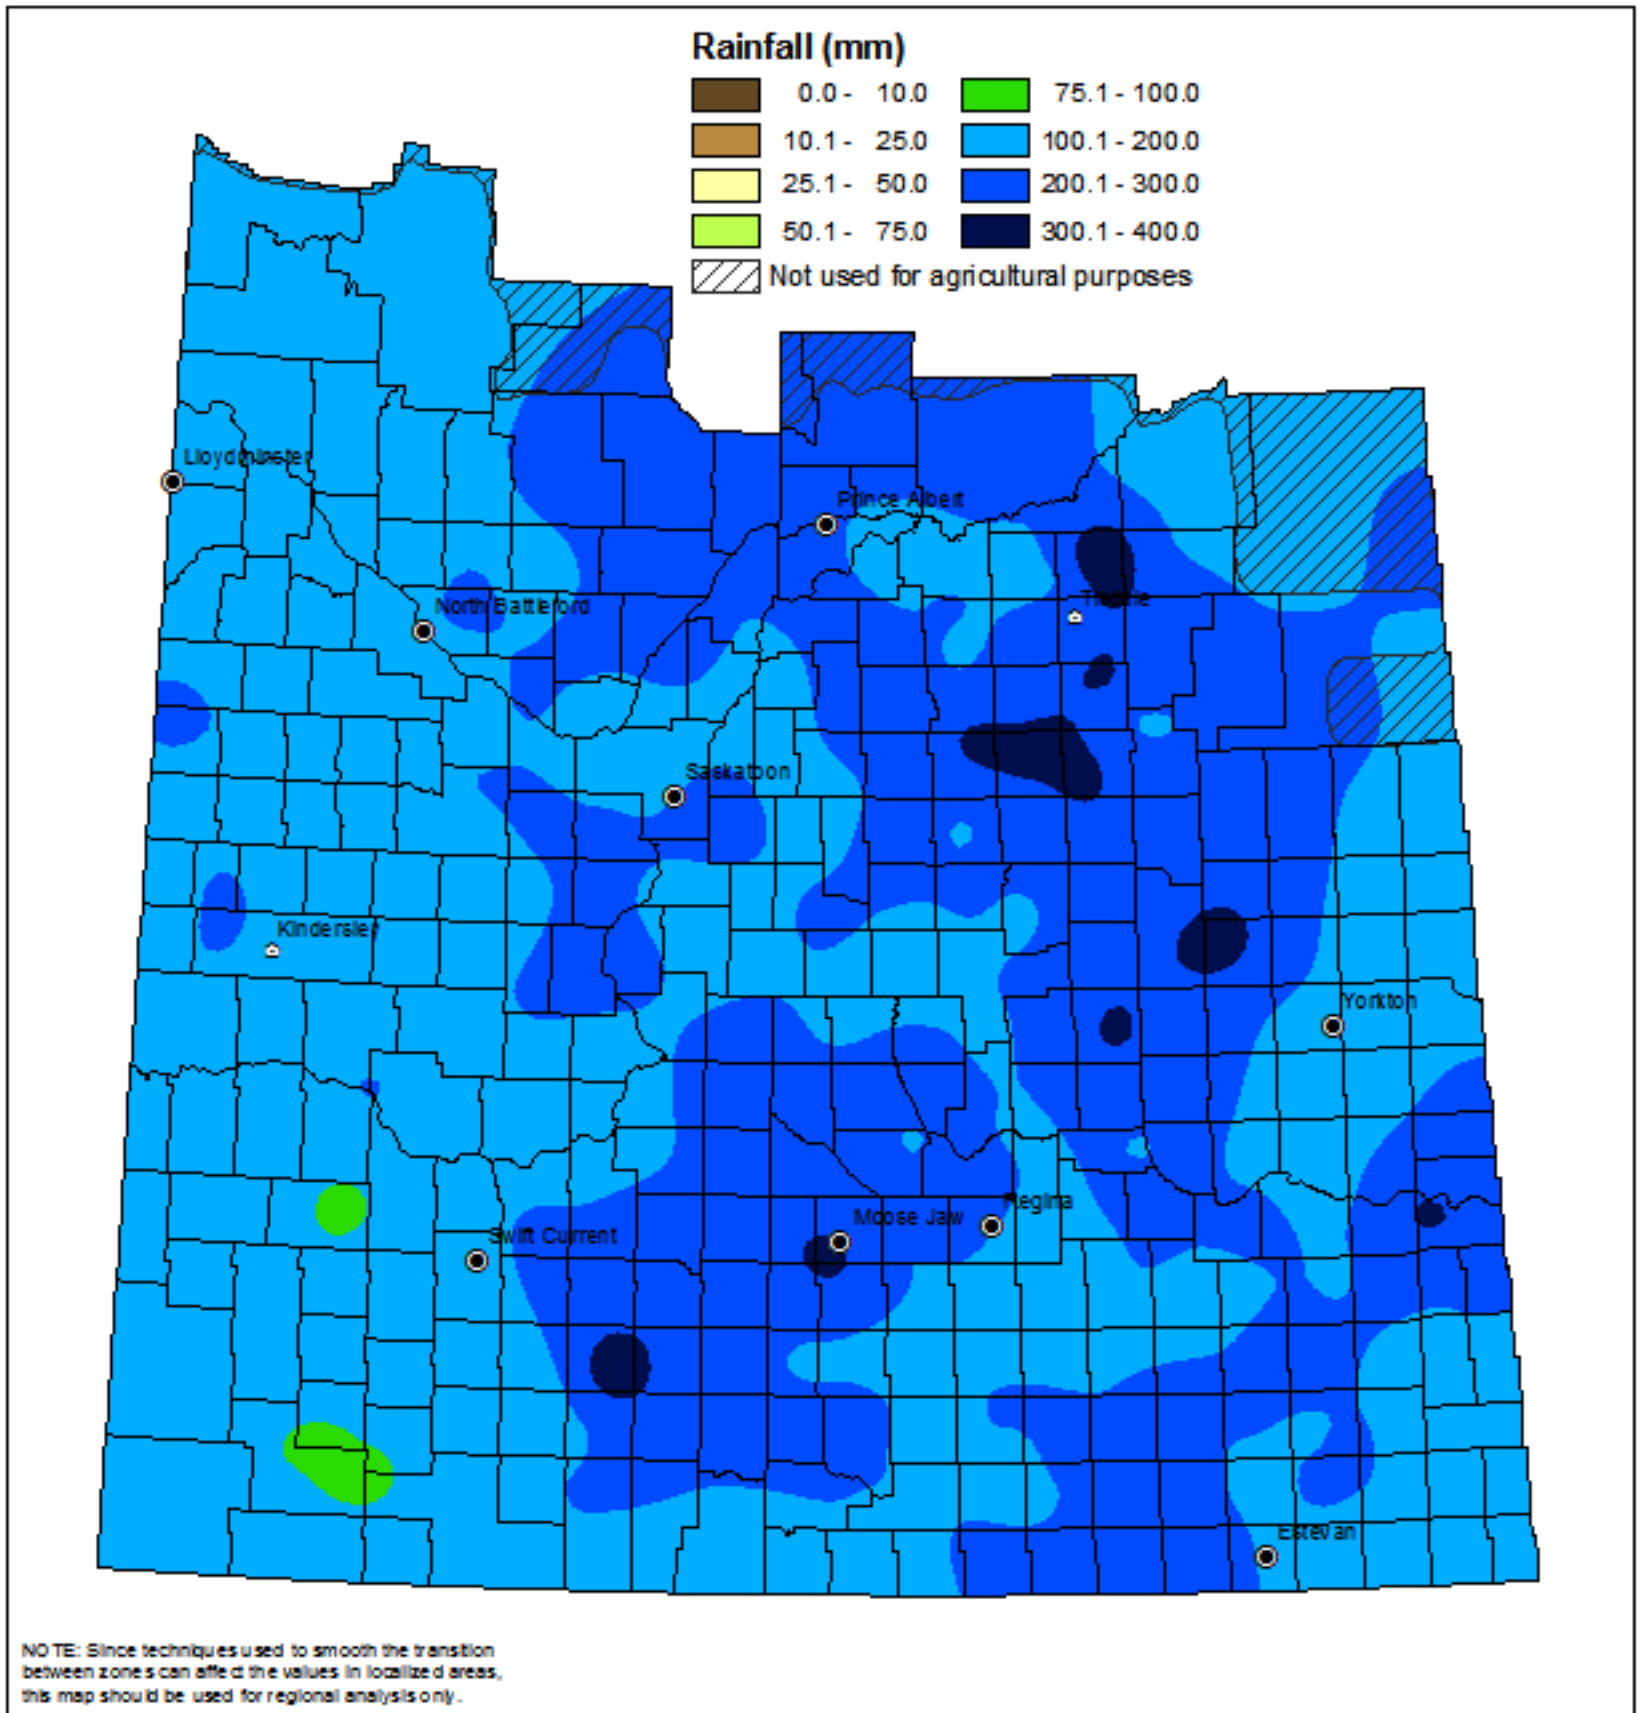 Rainfall (mm)
0.0 - 10.0
10.1 - 25.0
25.1 - 50.0
50.1 - 75.0
75.1 - 100.0
100.1 - 200.0
200.1 - 300.0
300.1 - 400.0
Not used for agricultural purposes
Lloydminster
Prince Albert
North Battleford
Tisdale
Saskatoon
Kindersley
Yorkton
Regina
Moose Jaw
Swift Current
Estevan
NOTE: Since techniques used to smooth the transition
between zones can affect the values in localized areas,
this map should be used for regional analysis only.